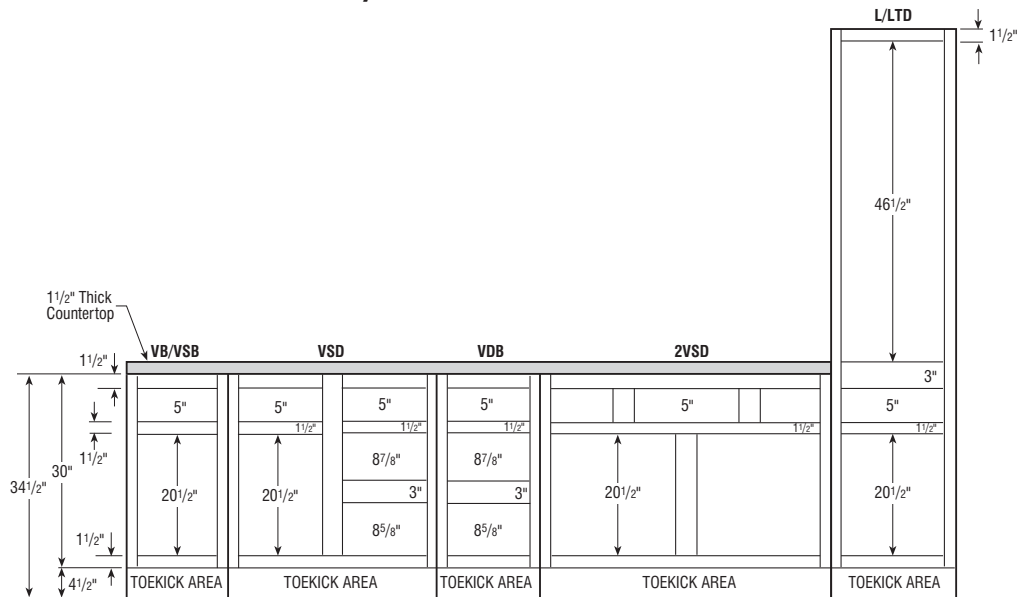 L/LTD
1 1/2"
46 1/2"
1 1/2" Thick
Countertop
VB/VSB VSD VDB 2VSD
1 1/2"
3"
5" 5" 5" 5" 5" 5"
1 1/2" 1 1/2" 1 1/2" 1 1/2" 1 1/2"
1 1/2"
30"
34 1/2"
8 7/8" 8 7/8"
20 1/2" 20 1/2" 3" 3" 20 1/2" 20 1/2"
8 5/8" 8 5/8"
1 1/2"
4 1/2"
TOEKICK AREA TOEKICK AREA TOEKICK AREA TOEKICK AREA